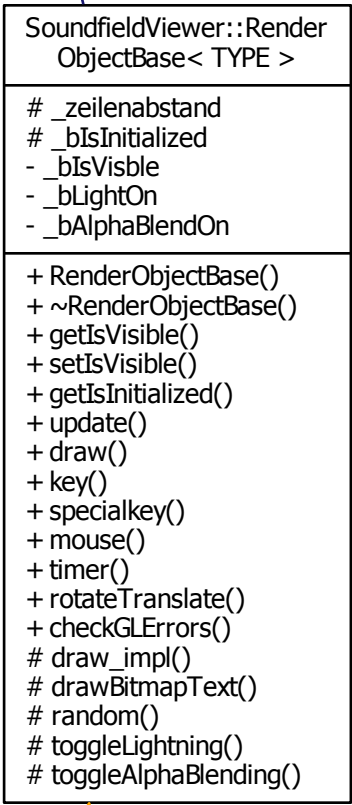 SoundfieldViewer::Render
ObjectBase< TYPE >
# _zeilenabstand
# _bIsInitialized
- _bIsVisble
- _bLightOn
- _bAlphaBlendOn
+ RenderObjectBase()
+ ~RenderObjectBase()
+ getIsVisible()
+ setIsVisible()
+ getIsInitialized()
+ update()
+ draw()
+ key()
+ specialkey()
+ mouse()
+ timer()
+ rotateTranslate()
+ checkGLErrors()
# draw_impl()
# drawBitmapText()
# random()
# toggleLightning()
# toggleAlphaBlending()